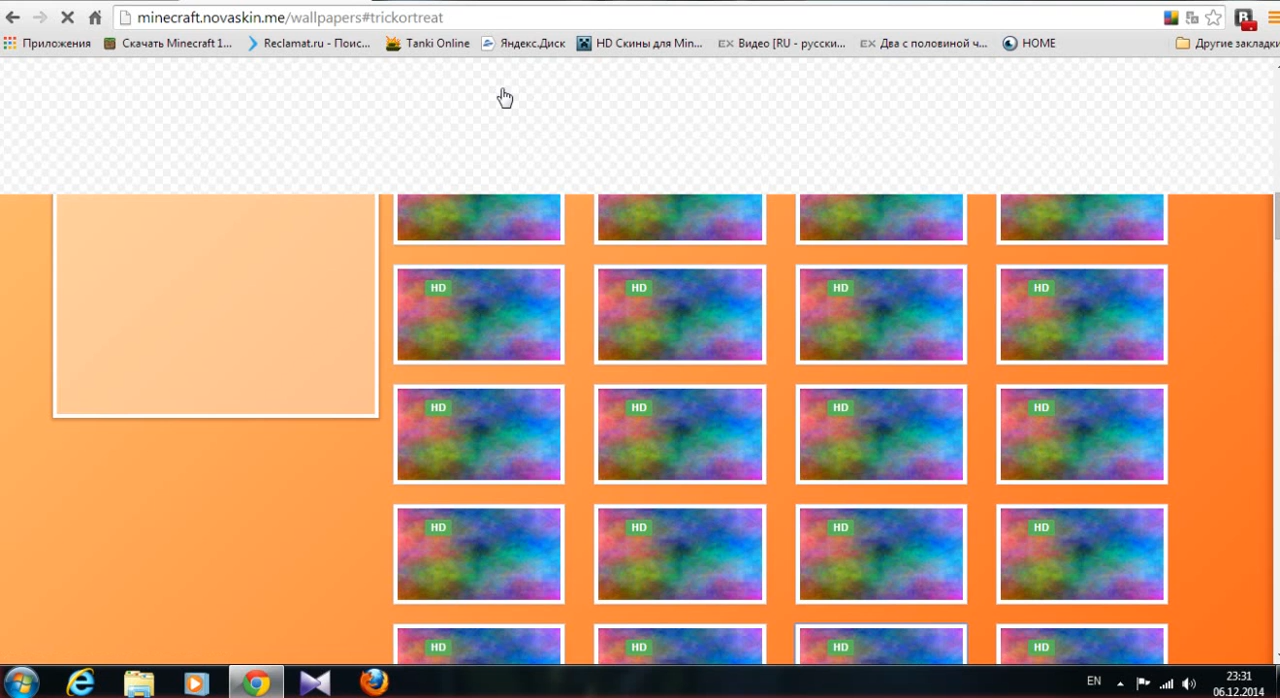 minecraft.novaskin.me/wallpapers#trickortreat
Приложения Скачать Minecraft 1... Reclamat.ru - Поис... Tanki Online Яндекс.Диск HD Скины для Min... EX Видео [RU - русски... EX Два с половиной ч... HOME Другие закладки
HD HD HD HD
HD HD HD HD
HD HD HD HD
HD HD HD HD
EN 23:31
06.12.2014